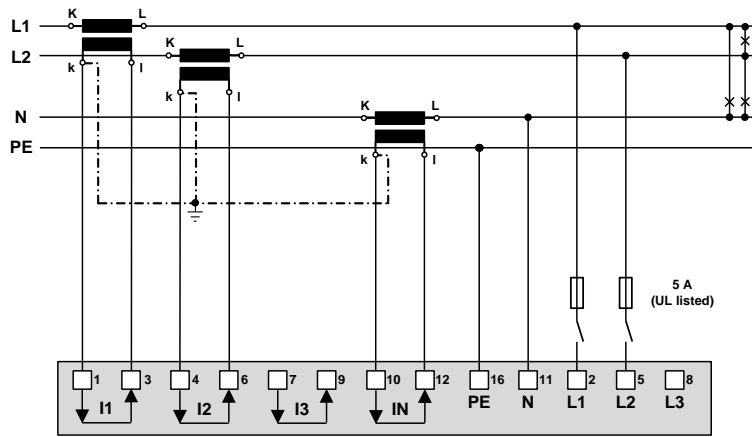 K L
L1
K L
L2
k l
k l
K L
N
PE
k l
5 A
(UL listed)
1 3 4 6 7 9 10 12 16 11 2 5 8
I1 I2 I3 IN PE N L1 L2 L3